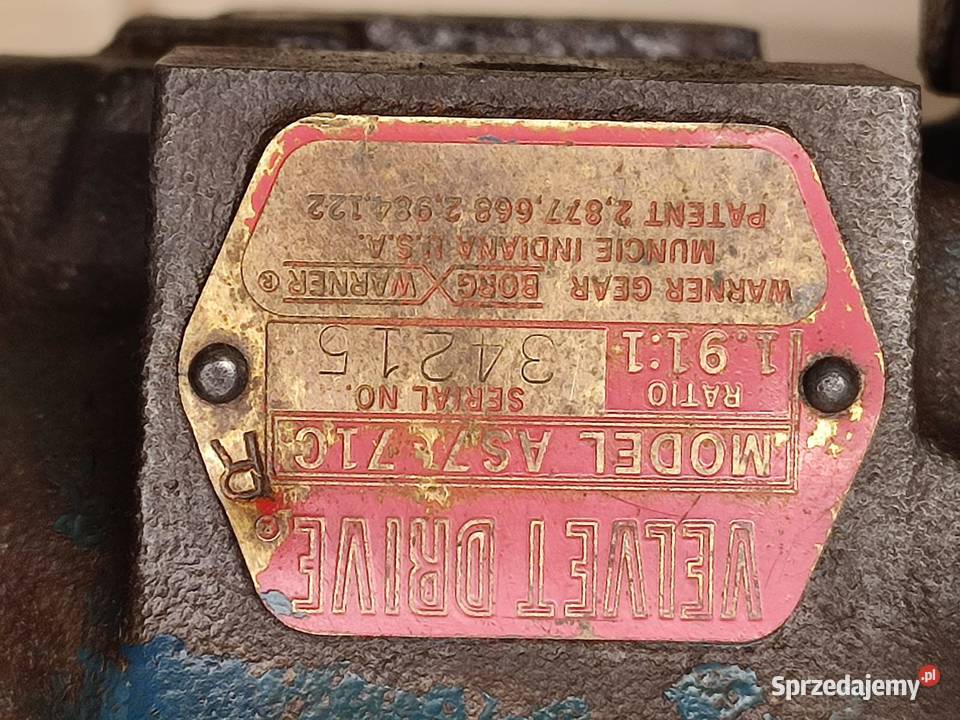 VELVET DRIVE®
R
MODEL AS7-71C
RATIO
1.91:1
SERIAL NO.
34215
WARNER GEAR BORG WARNER®
MUNCIE INDIANA U.S.A.
PATENT 2,877,668 2,984,122
Sprzedajemy.pl